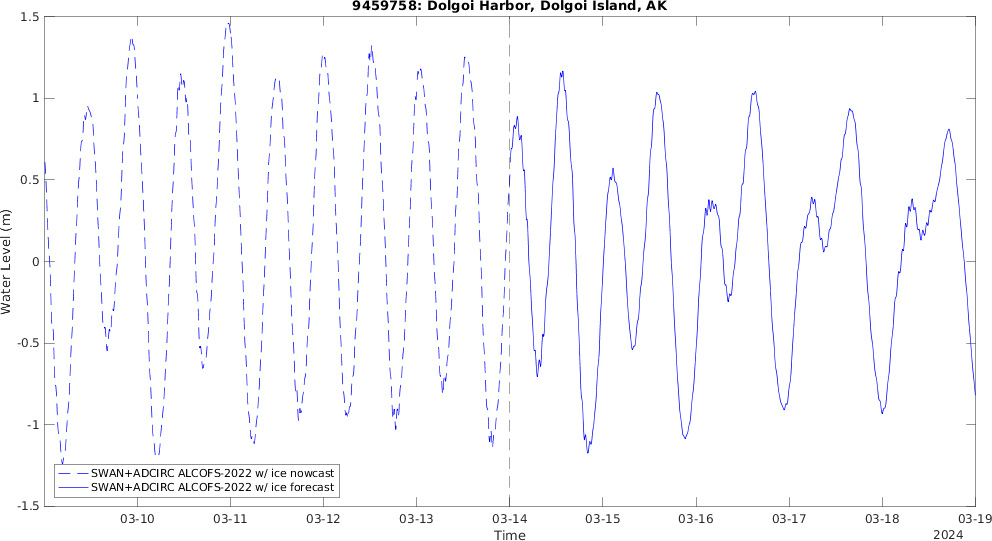 9459758: Dolgoi Harbor, Dolgoi Island, AK
1.5
1
0.5
0
-0.5
-1
-1.5
Water Level (m)
SWAN+ADCIRC ALCOFS-2022 w/ ice nowcast
SWAN+ADCIRC ALCOFS-2022 w/ ice forecast
03-10 03-11 03-12 03-13 03-14 03-15 03-16 03-17 03-18 03-19
Time
2024